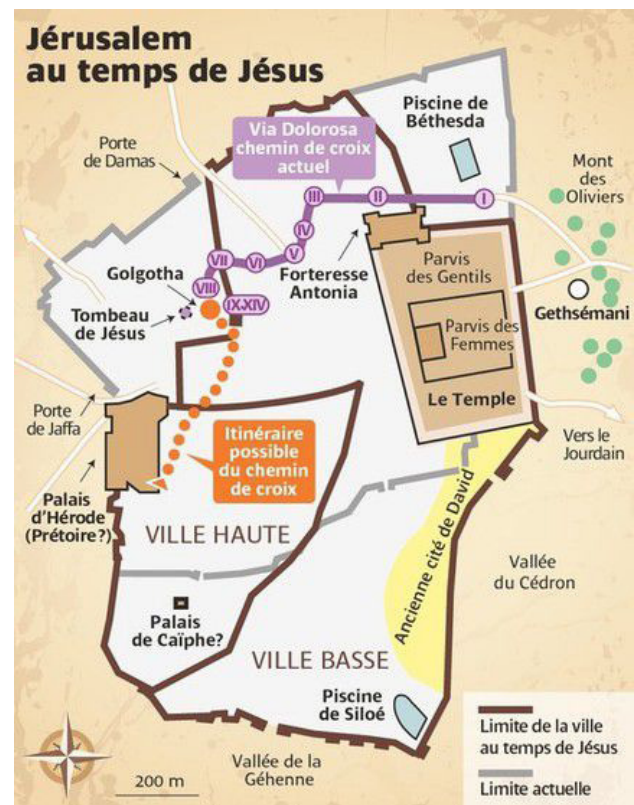 Jérusalem
au temps de Jésus
Piscine de
Béthesda
Via Dolorosa
chemin de croix
actuel
Porte
de Damas
Mont
des
Oliviers
III
II
I
IV
V
VI
VII
VIII
IX-XIV
Golgotha
Forteresse
Antonia
Parvis
des Gentils
Tombeau
de Jésus
Gethsémani
Parvis des
Femmes
Le Temple
Porte
de Jaffa
Vers le
Jourdain
Itinéraire
possible
du chemin
de croix
Palais
d'Hérode
(Prétoire?)
VILLE HAUTE
Ancienne cité de David
Vallée
du Cédron
Palais
de Caïphe?
VILLE BASSE
Piscine
de Siloé
Limite de la ville
au temps de Jésus
Limite actuelle
Vallée de la
Géhenne
200 m